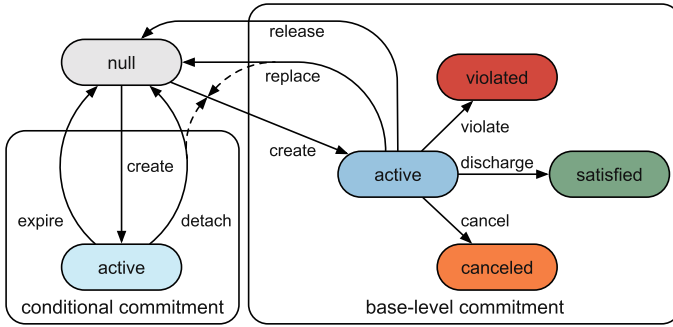 release
null
replace
violated
violate
create
create
active
discharge
satisfied
expire
detach
cancel
active
canceled
conditional commitment
base-level commitment